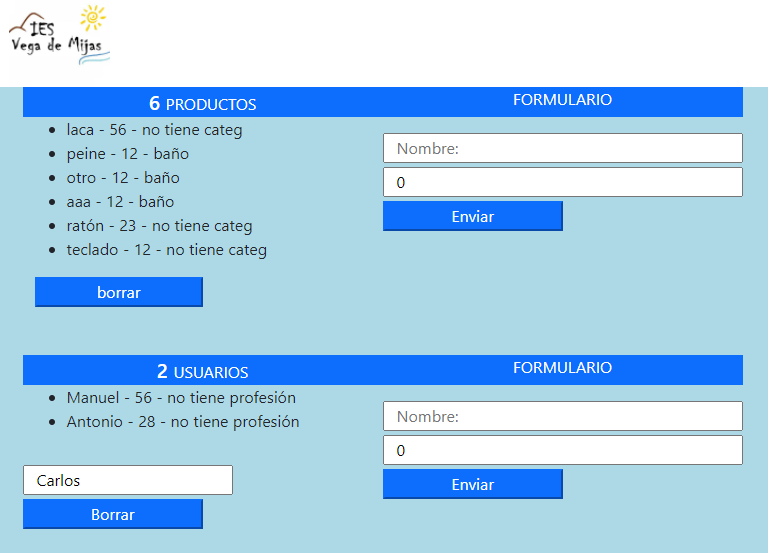 IES
Vega de Mijas
6 PRODUCTOS
laca - 56 - no tiene categ
peine - 12 - baño
otro - 12 - baño
aaa - 12 - baño
ratón - 23 - no tiene categ
teclado - 12 - no tiene categ
borrar
FORMULARIO
Nombre:
0
Enviar
2 USUARIOS
Manuel - 56 - no tiene profesión
Antonio - 28 - no tiene profesión
Carlos
Borrar
FORMULARIO
Nombre:
0
Enviar